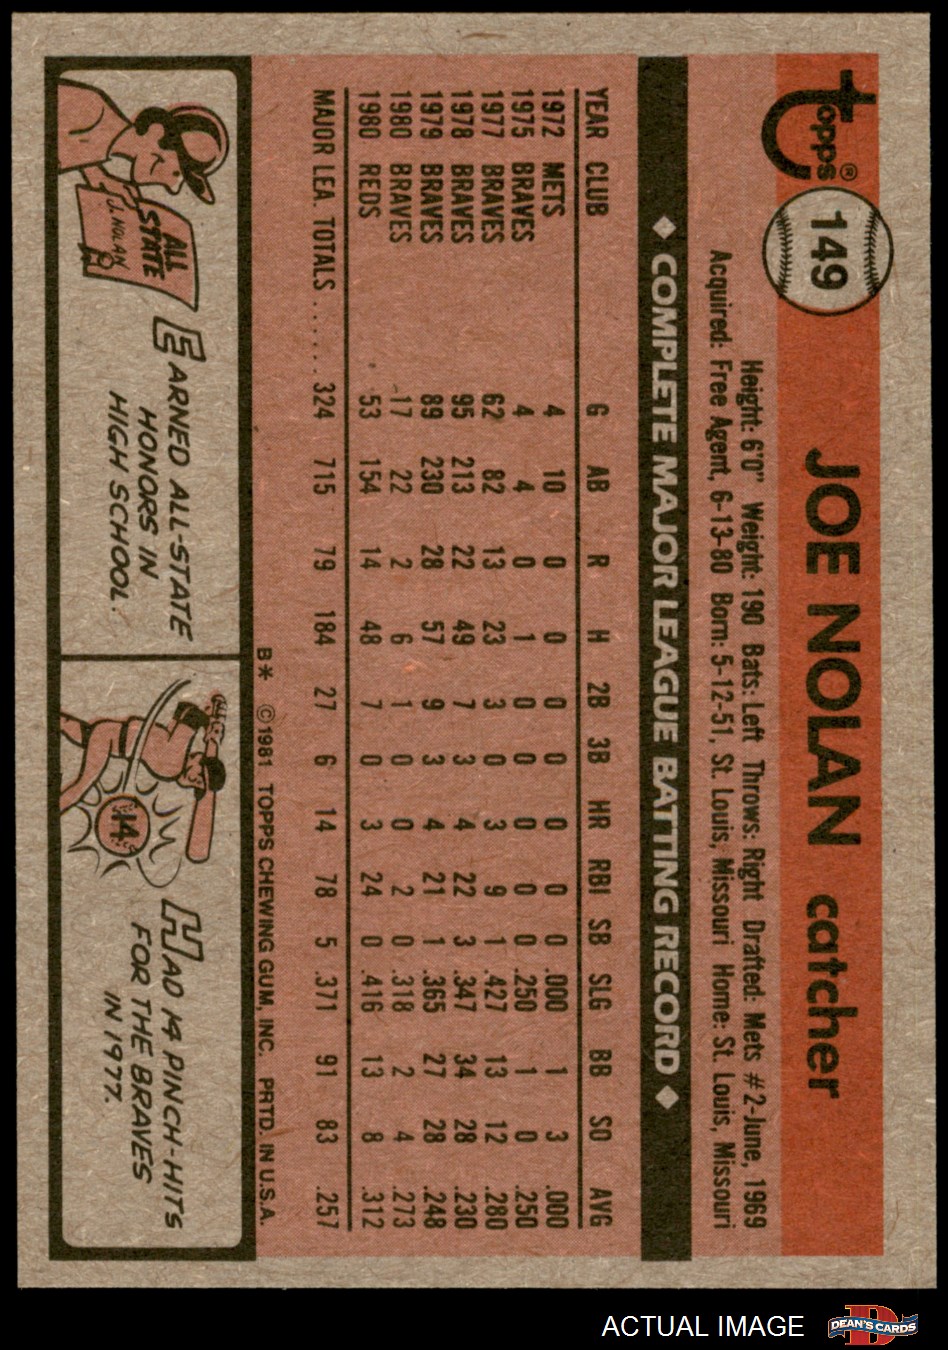 Topps®
149 JOE NOLAN catcher
Height: 6'0" Weight: 190 Bats: Left Throws: Right Drafted: Mets #2-June, 1969
Acquired: Free Agent, 6-13-80 Born: 5-12-51, St. Louis, Missouri Home: St. Louis, Missouri
◆ COMPLETE MAJOR LEAGUE BATTING RECORD ◆
YEAR CLUB G AB R H 2B 3B HR RBI SB SLG BB SO AVG
1972 METS 4 10 0 0 0 0 0 0 0 .000 1 3 .000
1975 BRAVES 4 4 0 1 0 0 0 0 0 .250 1 0 .250
1977 BRAVES 62 82 13 23 3 0 3 9 1 .427 13 12 .280
1978 BRAVES 95 213 22 49 7 3 4 22 3 .347 34 28 .230
1979 BRAVES 89 230 28 57 9 3 4 21 1 .365 27 28 .248
1980 BRAVES 17 22 2 6 1 0 0 2 0 .318 2 4 .273
1980 REDS 53 154 14 48 7 0 3 24 0 .416 13 8 .312
MAJOR LEA. TOTALS ...... 324 715 79 184 27 6 14 78 5 .371 91 83 .257
B* ©1981 TOPPS CHEWING GUM, INC. PRTD. IN U.S.A.
ALL
STATE
J. NOLAN
EARNED ALL-STATE
HONORS IN
HIGH SCHOOL.
14
HAD 14 PINCH-HITS
FOR THE BRAVES
IN 1977.
ACTUAL IMAGE
D
DEAN'S CARDS